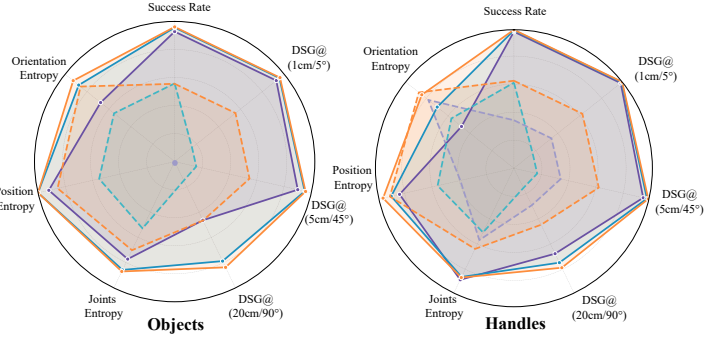 Success Rate
DSG@
(1cm/5°)
DSG@
(5cm/45°)
DSG@
(20cm/90°)
Joints
Entropy
Position
Entropy
Orientation
Entropy
Objects
Success Rate
DSG@
(1cm/5°)
DSG@
(5cm/45°)
DSG@
(20cm/90°)
Joints
Entropy
Position
Entropy
Orientation
Entropy
Handles